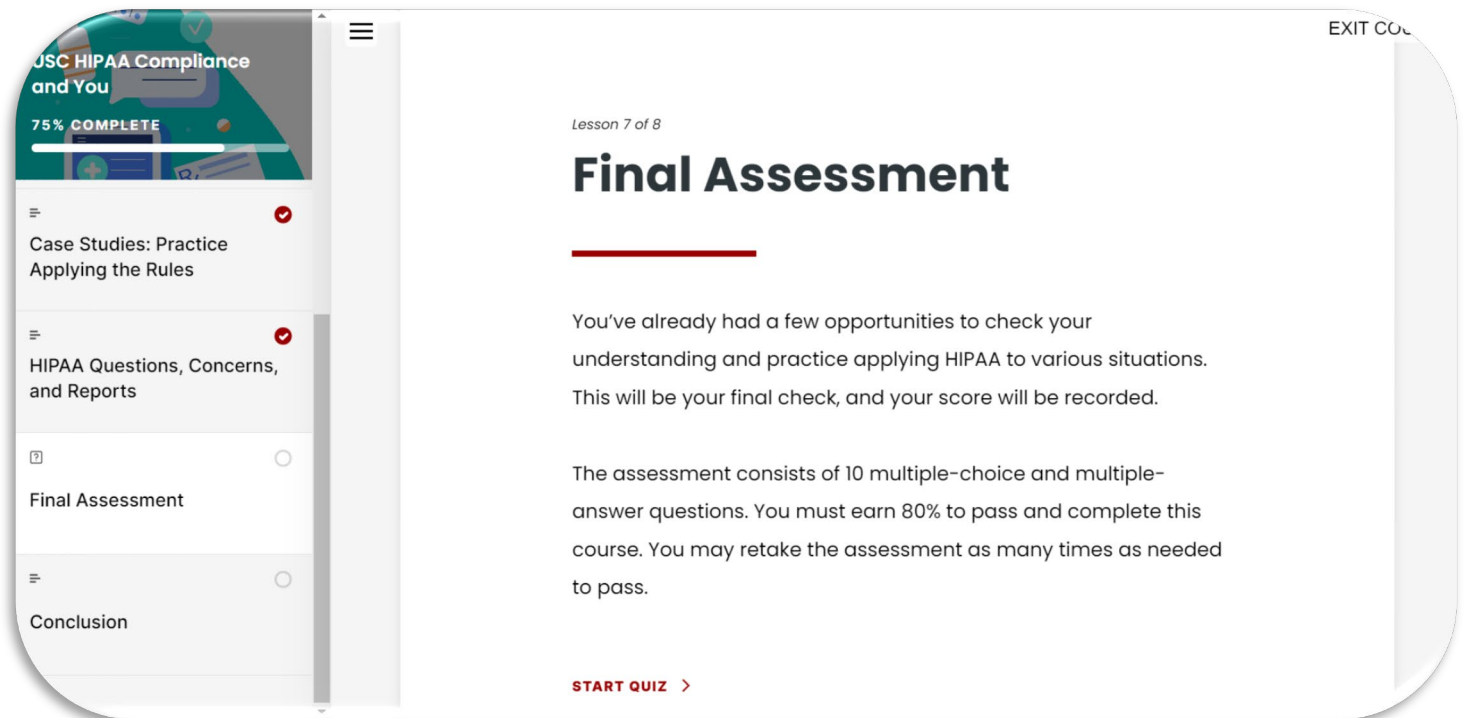 USC HIPAA Compliance
and You
75% COMPLETE
Case Studies: Practice
Applying the Rules
HIPAA Questions, Concerns,
and Reports
Final Assessment
Conclusion
EXIT
Lesson 7 of 8
Final Assessment
You've already had a few opportunities to check your
understanding and practice applying HIPAA to various situations.
This will be your final check, and your score will be recorded.
The assessment consists of 10 multiple-choice and multiple-
answer questions. You must earn 80% to pass and complete this
course. You may retake the assessment as many times as needed
to pass.
START QUIZ